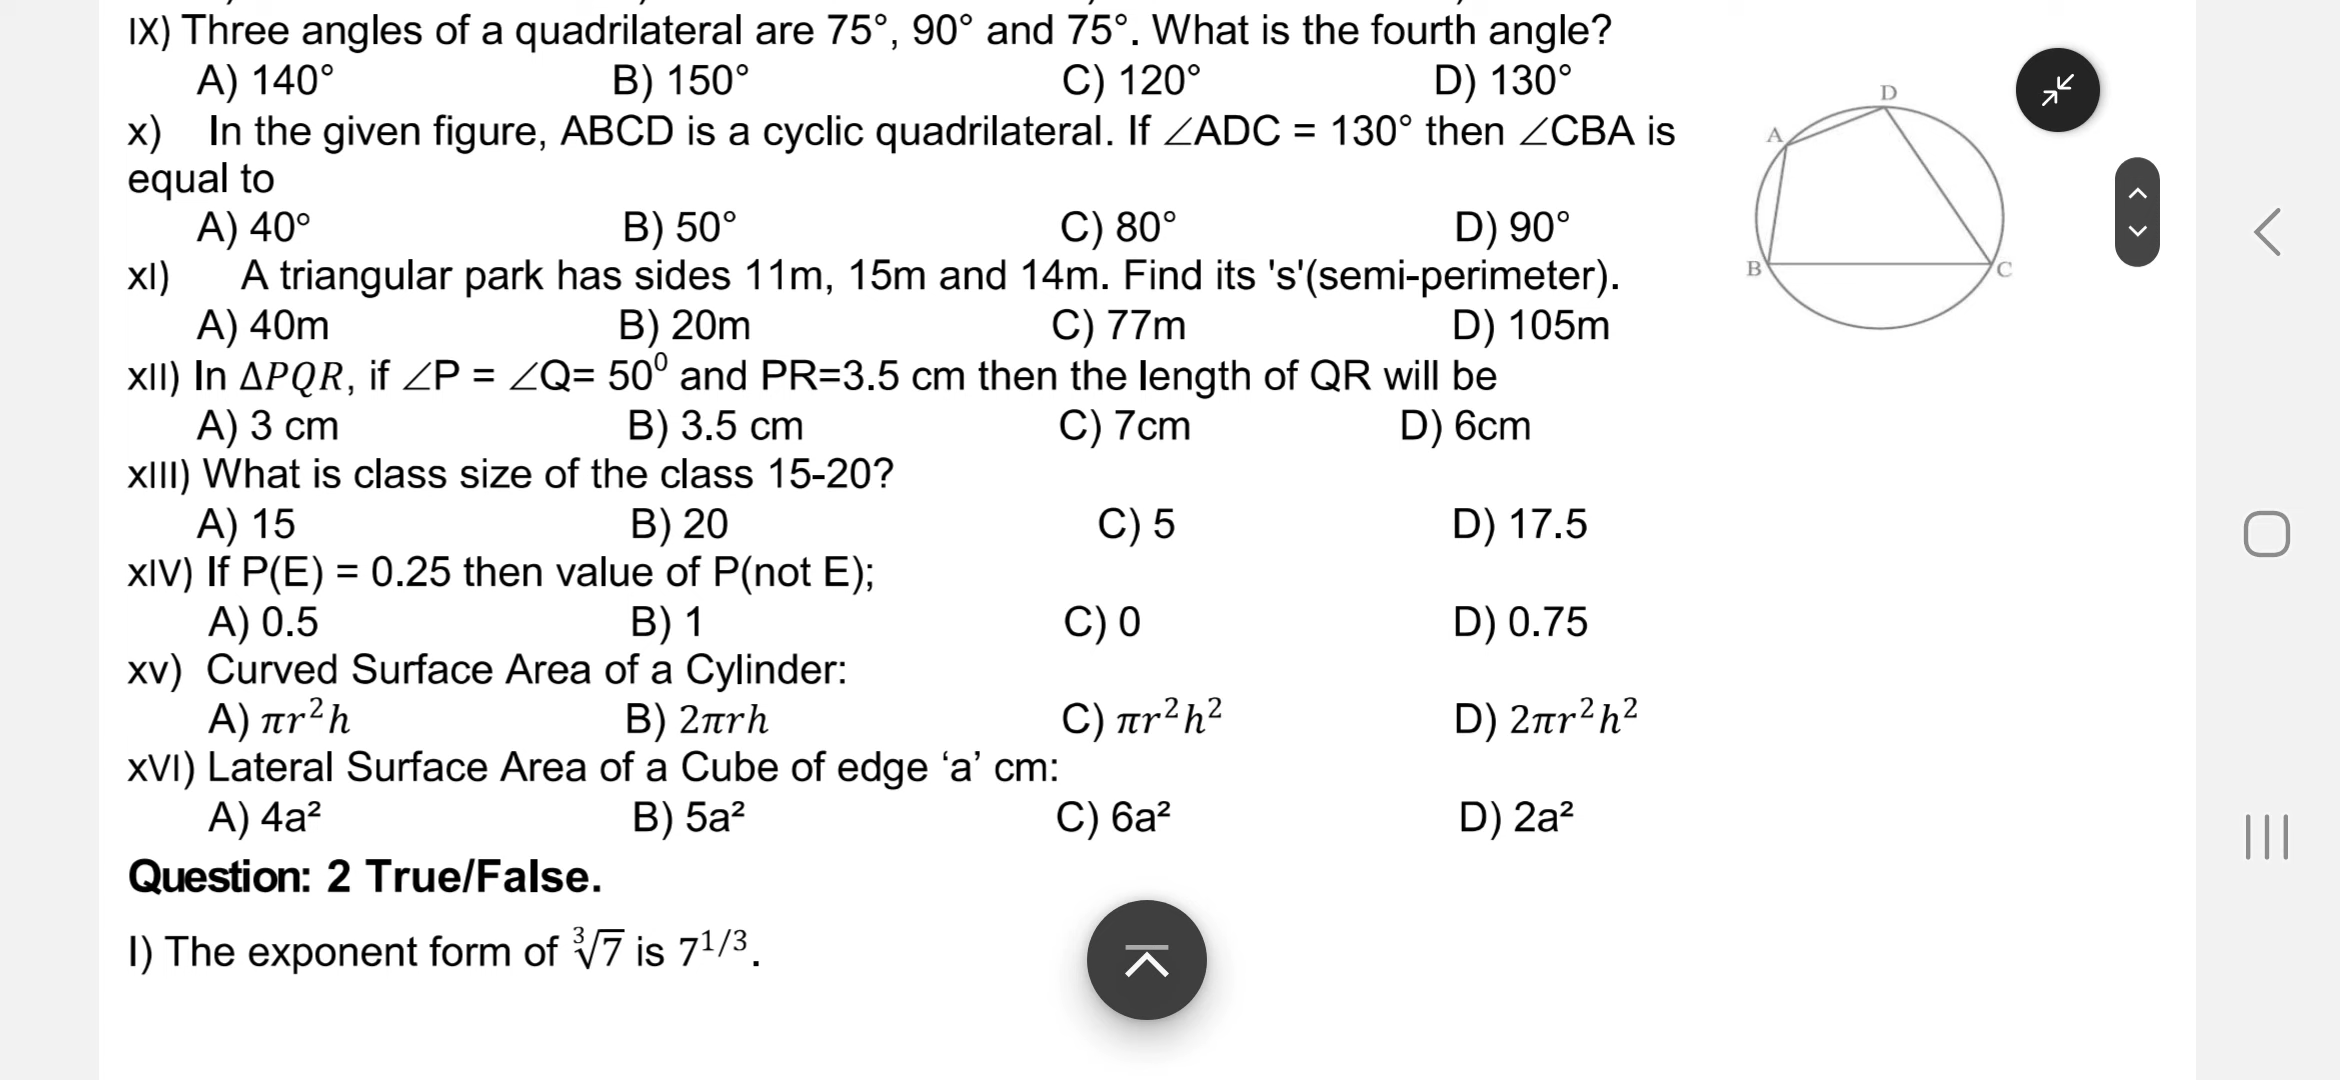 IX) Three angles of a quadrilateral are 75°, 90° and 75°. What is the fourth angle?
A) 140° B) 150° C) 120° D) 130°
x) In the given figure, ABCD is a cyclic quadrilateral. If ∠ADC = 130° then ∠CBA is
equal to
A) 40° B) 50° C) 80° D) 90°
D
A
B
C
xI) A triangular park has sides 11m, 15m and 14m. Find its 's'(semi-perimeter).
A) 40m B) 20m C) 77m D) 105m
xII) In ΔPQR, if ∠P = ∠Q= 50⁰ and PR=3.5 cm then the length of QR will be
A) 3 cm B) 3.5 cm C) 7cm D) 6cm
xIII) What is class size of the class 15-20?
A) 15 B) 20 C) 5 D) 17.5
xIV) If P(E) = 0.25 then value of P(not E);
A) 0.5 B) 1 C) 0 D) 0.75
xv) Curved Surface Area of a Cylinder:
A) πr²h B) 2πrh C) πr²h² D) 2πr²h²
xVI) Lateral Surface Area of a Cube of edge ‘a’ cm:
A) 4a² B) 5a² C) 6a² D) 2a²
Question: 2 True/False.
I) The exponent form of ∛7 is 7^1/3.